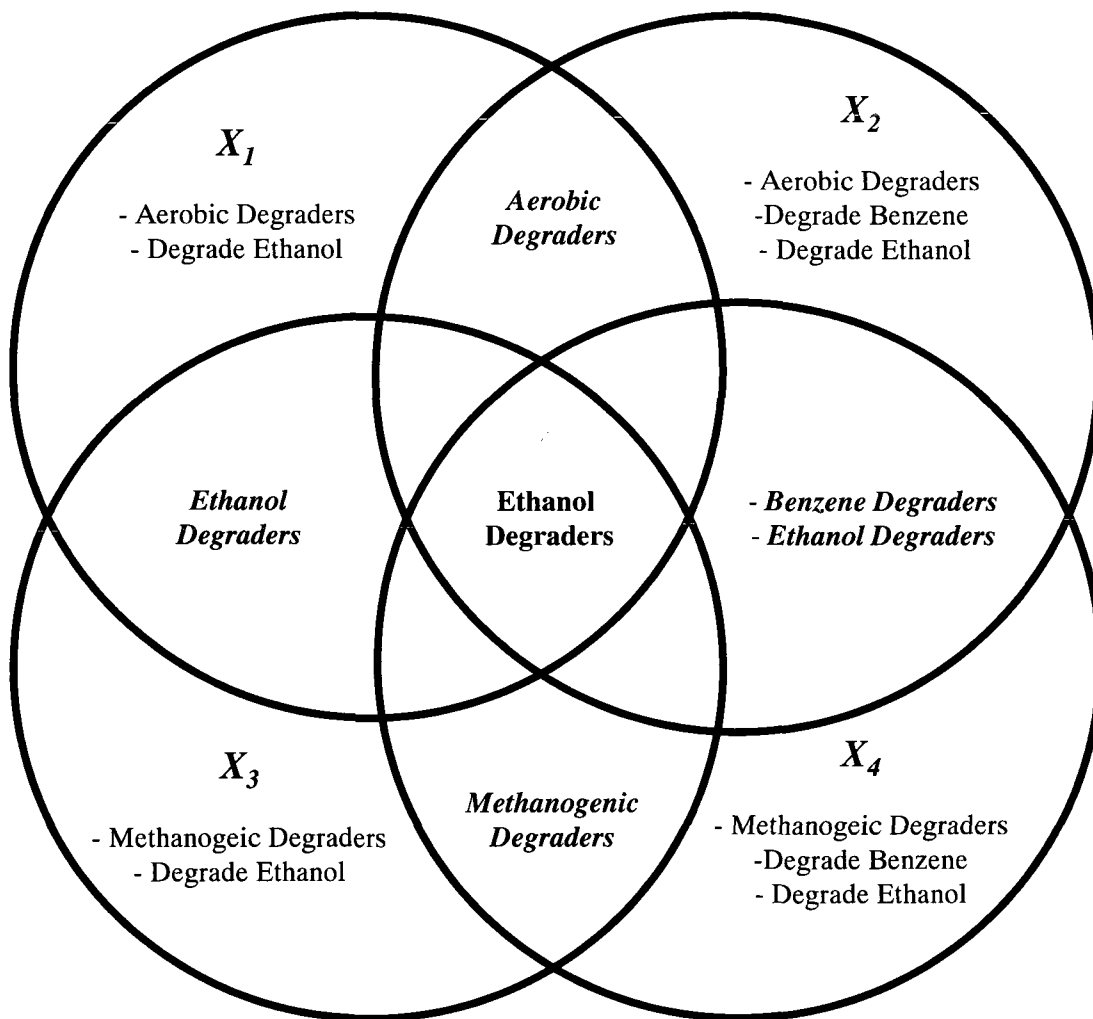 X1
- Aerobic Degraders
- Degrade Ethanol
Aerobic
Degraders
X2
- Aerobic Degraders
-Degrade Benzene
- Degrade Ethanol
Ethanol
Degraders
Ethanol
Degraders
- Benzene Degraders
- Ethanol Degraders
X3
- Methanogeic Degraders
- Degrade Ethanol
Methanogenic
Degraders
X4
- Methanogeic Degraders
-Degrade Benzene
- Degrade Ethanol